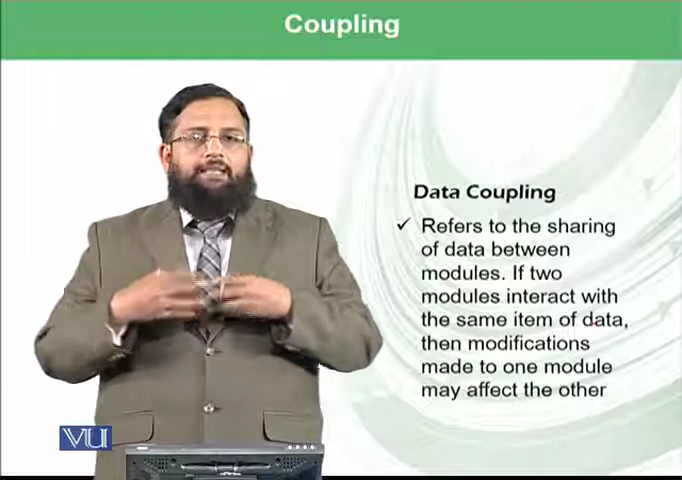 Coupling
Data Coupling
✓ Refers to the sharing
of data between
modules. If two
modules interact with
the same item of data,
then modifications
made to one module
may affect the other
VU